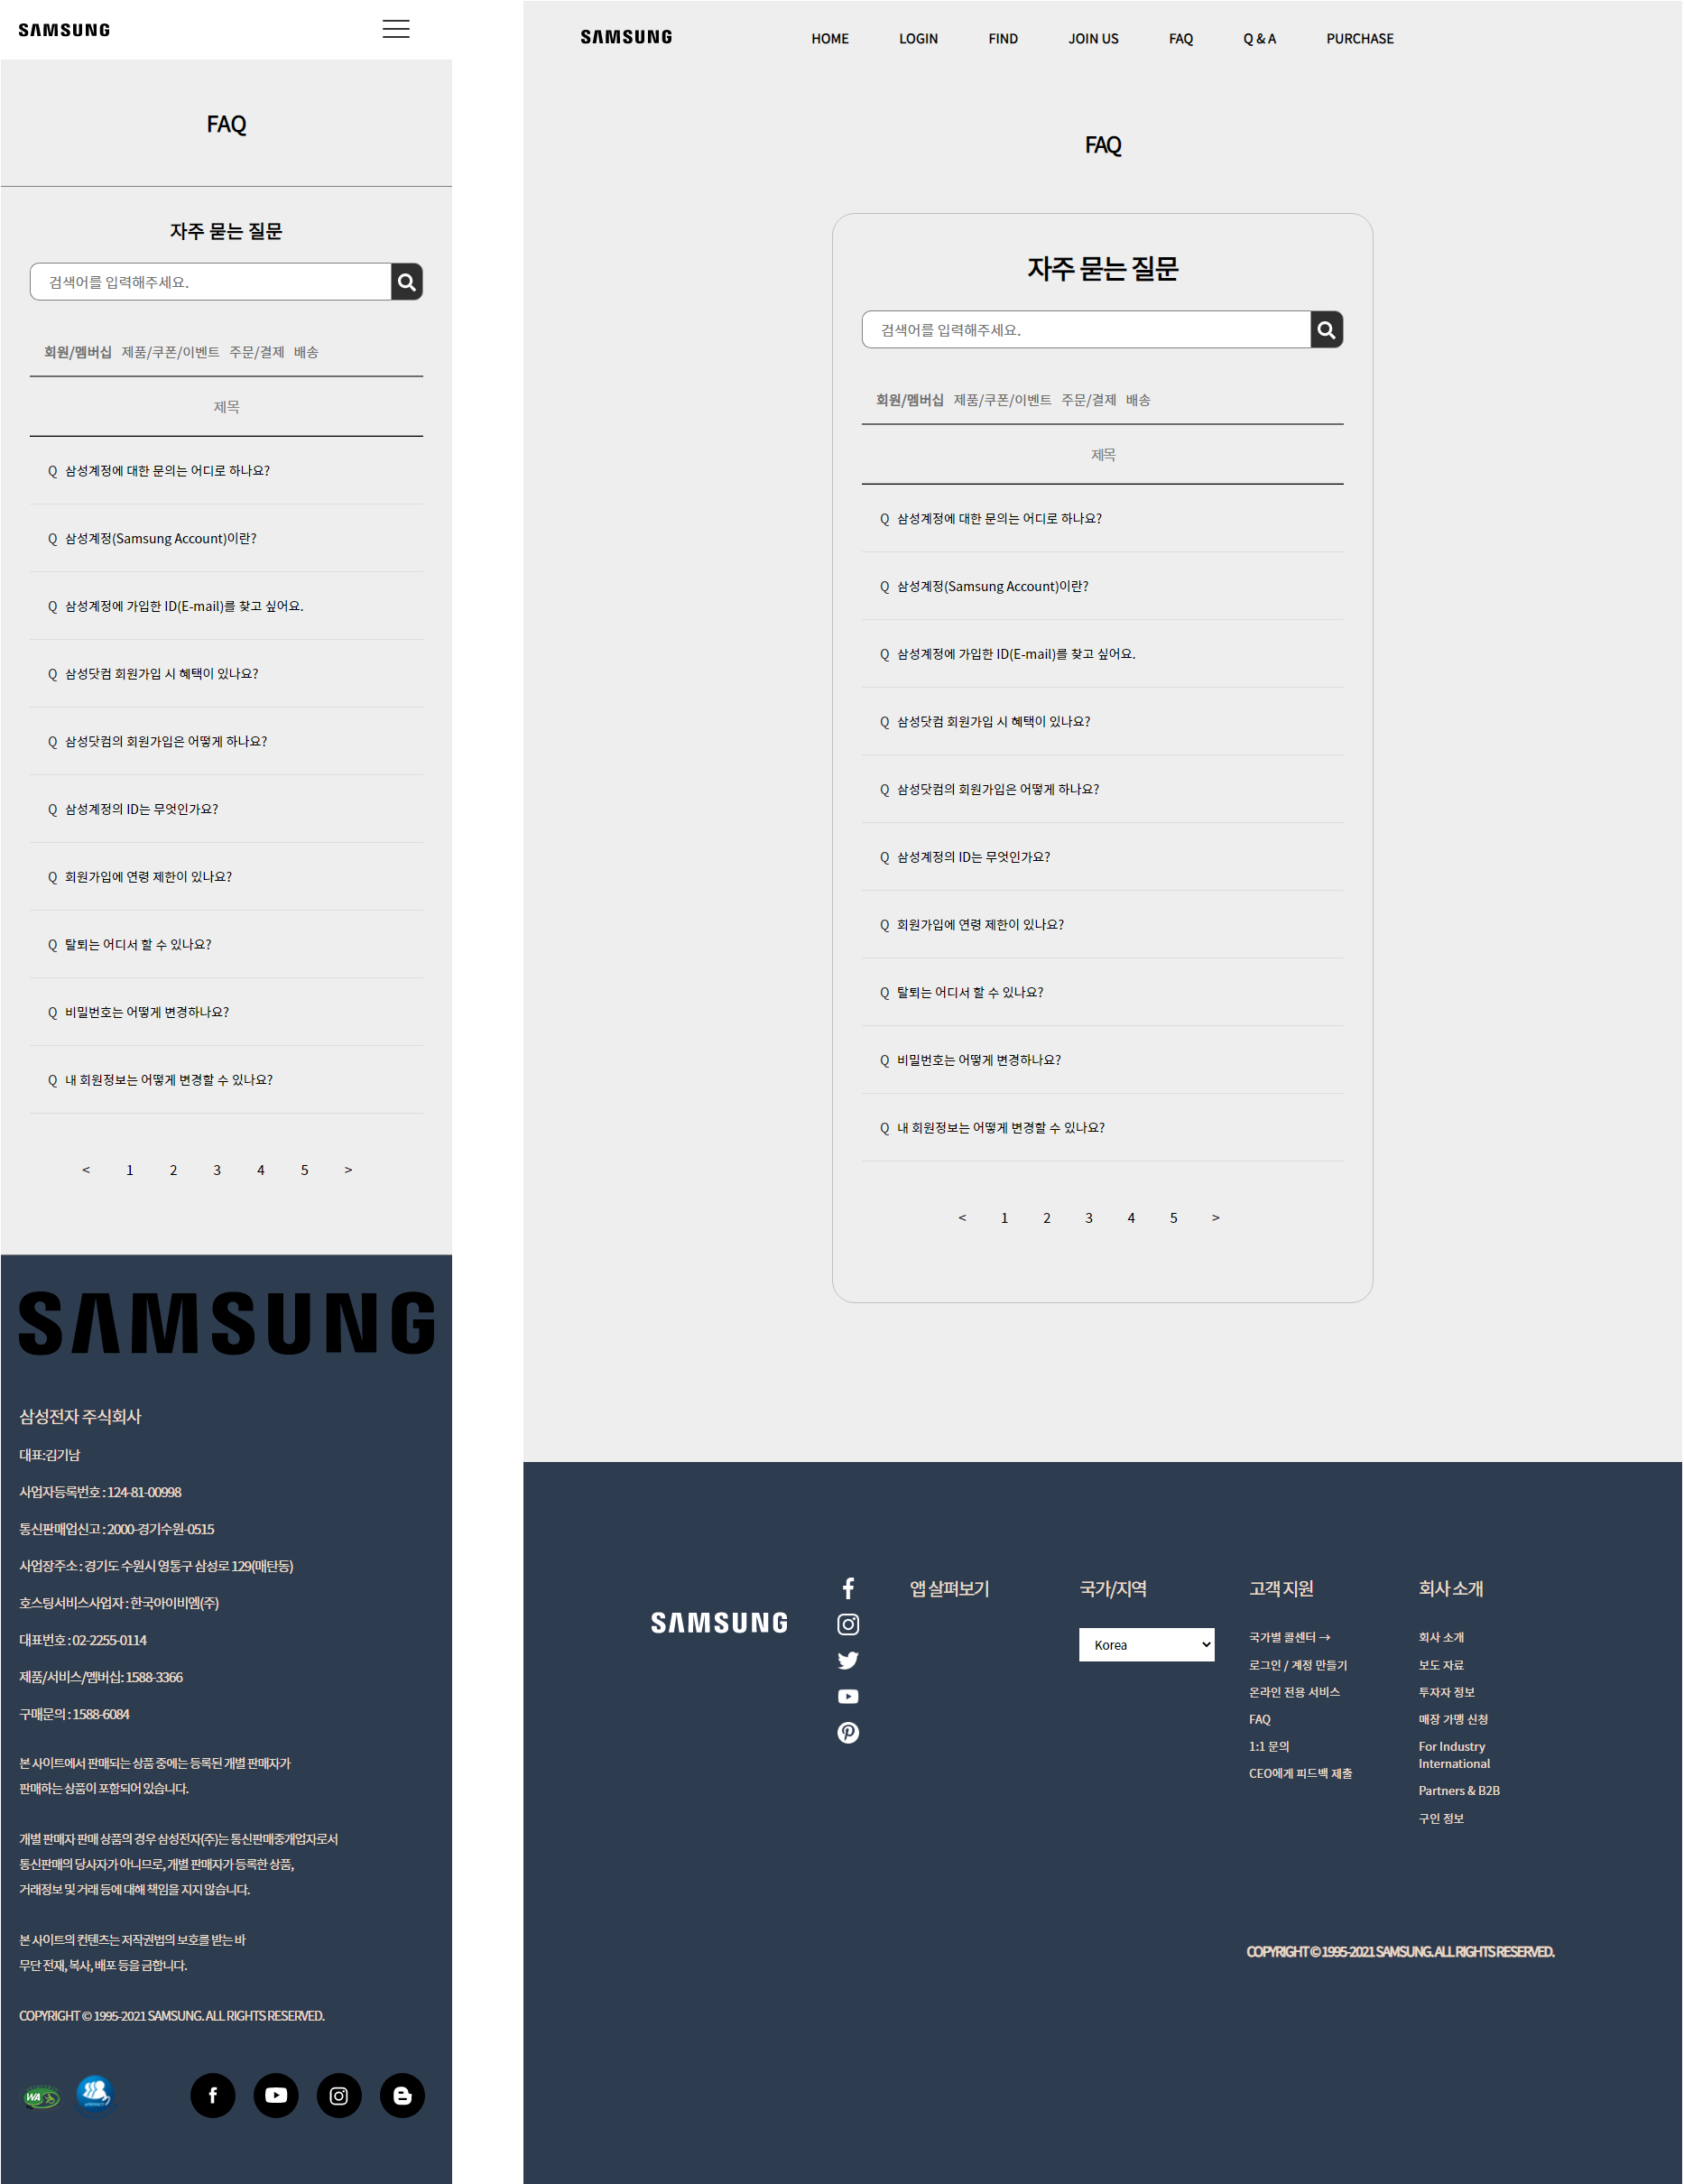 SAMSUNG
FAQ
자주 묻는 질문
검색어를 입력해주세요.
회원/멤버십 제품/쿠폰/이벤트 주문/결제 배송
제목
Q 삼성계정에 대한 문의는 어디로 하나요?
Q 삼성계정(Samsung Account)이란?
Q 삼성계정에 가입한 ID(E-mail)를 찾고 싶어요.
Q 삼성닷컴 회원가입 시 혜택이 있나요?
Q 삼성닷컴의 회원가입은 어떻게 하나요?
Q 삼성계정의 ID는 무엇인가요?
Q 회원가입에 연령 제한이 있나요?
Q 탈퇴는 어디서 할 수 있나요?
Q 비밀번호는 어떻게 변경하나요?
Q 내 회원정보는 어떻게 변경할 수 있나요?
< 1 2 3 4 5 >
SAMSUNG
삼성전자 주식회사
대표:김기남
사업자등록번호 : 124-81-00998
통신판매업신고 : 2000-경기수원-0515
사업장주소 : 경기도 수원시 영통구 삼성로 129(매탄동)
호스팅서비스사업자 : 한국아이비엠(주)
대표번호 : 02-2255-0114
제품/서비스/멤버십: 1588-3366
구매문의 : 1588-6084
본 사이트에서 판매되는 상품 중에는 등록된 개별 판매자가
판매하는 상품이 포함되어 있습니다.
개별 판매자 판매 상품의 경우 삼성전자(주)는 통신판매중개업자로서
통신판매의 당사자가 아니므로, 개별 판매자가 등록한 상품,
거래정보 및 거래 등에 대해 책임을 지지 않습니다.
본 사이트의 컨텐츠는 저작권법의 보호를 받는 바
무단 전재, 복사, 배포 등을 금합니다.
COPYRIGHT © 1995-2021 SAMSUNG. ALL RIGHTS RESERVED.
WA
SAMSUNG HOME LOGIN FIND JOIN US FAQ Q & A PURCHASE
FAQ
자주 묻는 질문
검색어를 입력해주세요.
회원/멤버십 제품/쿠폰/이벤트 주문/결제 배송
제목
Q 삼성계정에 대한 문의는 어디로 하나요?
Q 삼성계정(Samsung Account)이란?
Q 삼성계정에 가입한 ID(E-mail)를 찾고 싶어요.
Q 삼성닷컴 회원가입 시 혜택이 있나요?
Q 삼성닷컴의 회원가입은 어떻게 하나요?
Q 삼성계정의 ID는 무엇인가요?
Q 회원가입에 연령 제한이 있나요?
Q 탈퇴는 어디서 할 수 있나요?
Q 비밀번호는 어떻게 변경하나요?
Q 내 회원정보는 어떻게 변경할 수 있나요?
< 1 2 3 4 5 >
SAMSUNG
앱 살펴보기
국가/지역
Korea
고객 지원
국가별 콜센터 →
로그인 / 계정 만들기
온라인 전용 서비스
FAQ
1:1 문의
CEO에게 피드백 제출
회사 소개
회사 소개
보도 자료
투자자 정보
매장 가맹 신청
For Industry
International
Partners & B2B
구인 정보
COPYRIGHT © 1995-2021 SAMSUNG. ALL RIGHTS RESERVED.